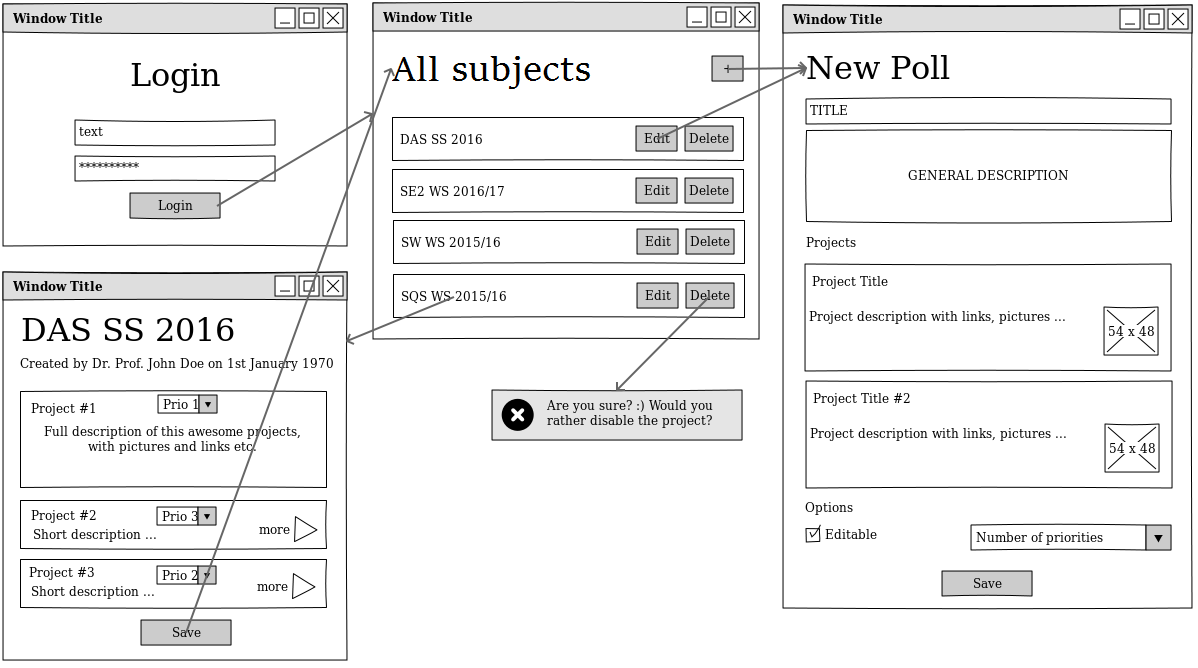 Window Title
Login
text
**********
Login
Window Title
DAS SS 2016
Created by Dr. Prof. John Doe on 1st January 1970
Project #1
Prio 1
Full description of this awesome projects,
with pictures and links etc.
Project #2
Prio 3
Short description ...
more
Project #3
Prio 2
Short description ...
more
Save
Window Title
All subjects
+
DAS SS 2016
Edit
Delete
SE2 WS 2016/17
Edit
Delete
SW WS 2015/16
Edit
Delete
SQS WS 2015/16
Edit
Delete
Are you sure? :) Would you
rather disable the project?
Window Title
New Poll
TITLE
GENERAL DESCRIPTION
Projects
Project Title
Project description with links, pictures ...
54 x 48
Project Title #2
Project description with links, pictures ...
54 x 48
Options
Editable
Number of priorities
Save